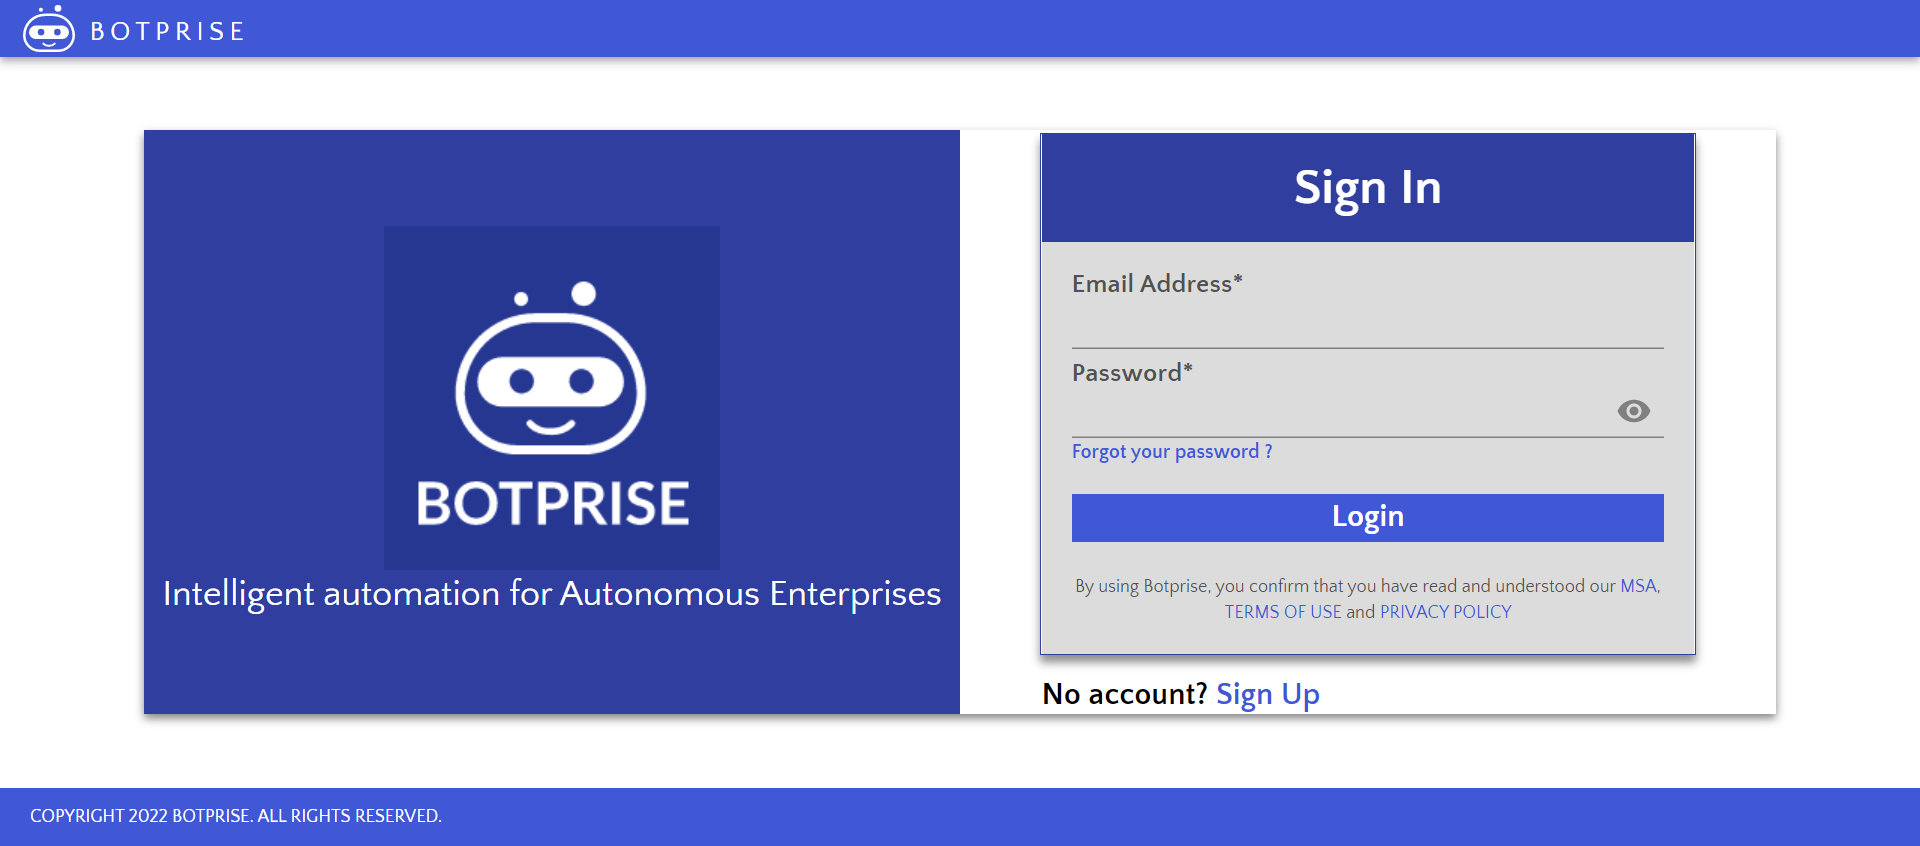 BOTPRISE
BOTPRISE
Intelligent automation for Autonomous Enterprises
Sign In
Email Address*
Password*
Forgot your password ?
Login
By using Botprise, you confirm that you have read and understood our MSA,
TERMS OF USE and PRIVACY POLICY
No account? Sign Up
COPYRIGHT 2022 BOTPRISE. ALL RIGHTS RESERVED.